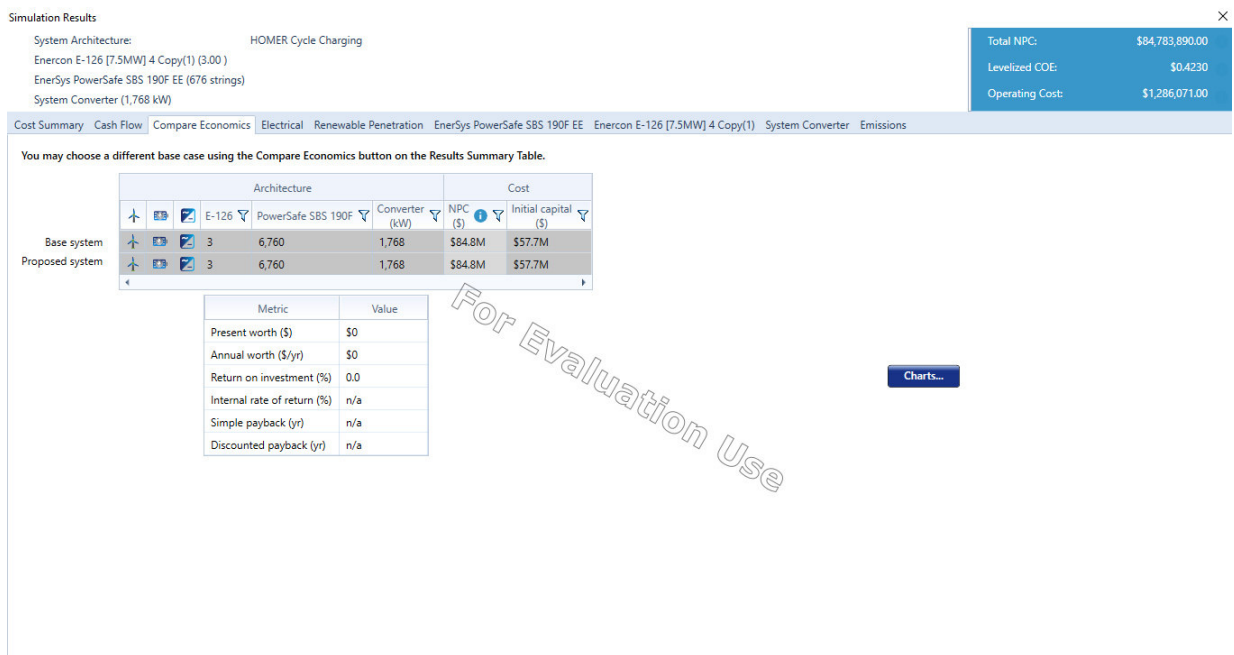 Simulation Results
System Architecture: HOMER Cycle Charging
Enercon E-126 [7.5MW] 4 Copy(1) (3.00 )
EnerSys PowerSafe SBS 190F EE (676 strings)
System Converter (1,768 kW)
Total NPC: $84,783,890.00
Levelized COE: $0.4230
Operating Cost: $1,286,071.00
Cost Summary Cash Flow Compare Economics Electrical Renewable Penetration EnerSys PowerSafe SBS 190F EE Enercon E-126 [7.5MW] 4 Copy(1) System Converter Emissions
You may choose a different base case using the Compare Economics button on the Results Summary Table.
Architecture Cost
E-126 PowerSafe SBS 190F Converter (kW) NPC ($) Initial capital ($)
Base system 3 6,760 1,768 $84.8M $57.7M
Proposed system 3 6,760 1,768 $84.8M $57.7M
Metric Value
Present worth ($) $0
Annual worth ($/yr) $0
Return on investment (%) 0.0
Internal rate of return (%) n/a
Simple payback (yr) n/a
Discounted payback (yr) n/a
Charts...
For Evaluation Use